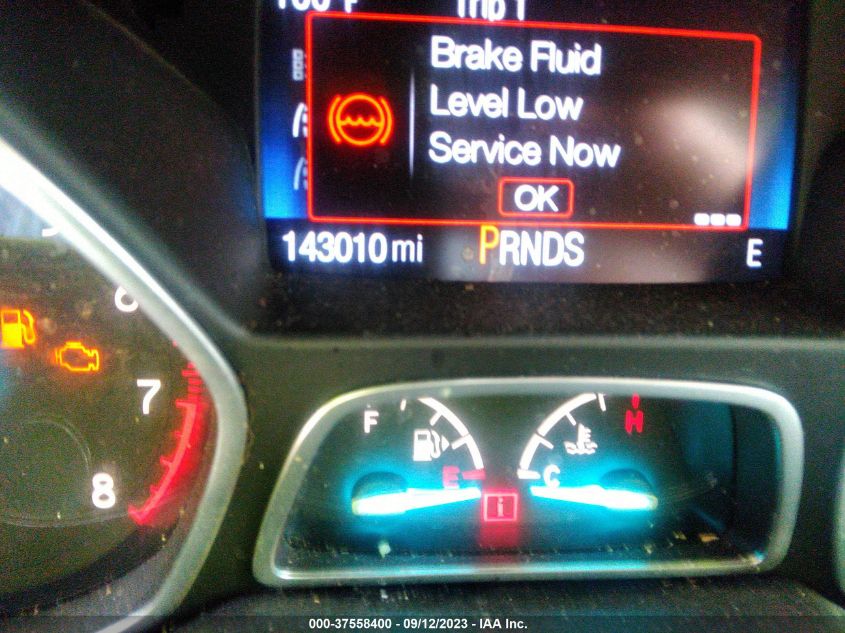 Trip 1
Brake Fluid
Level Low
Service Now
OK
143010 mi
PRNDS
E
6
7
8
F
E
C
H
i
000-37558400 - 09/12/2023 - IAA Inc.